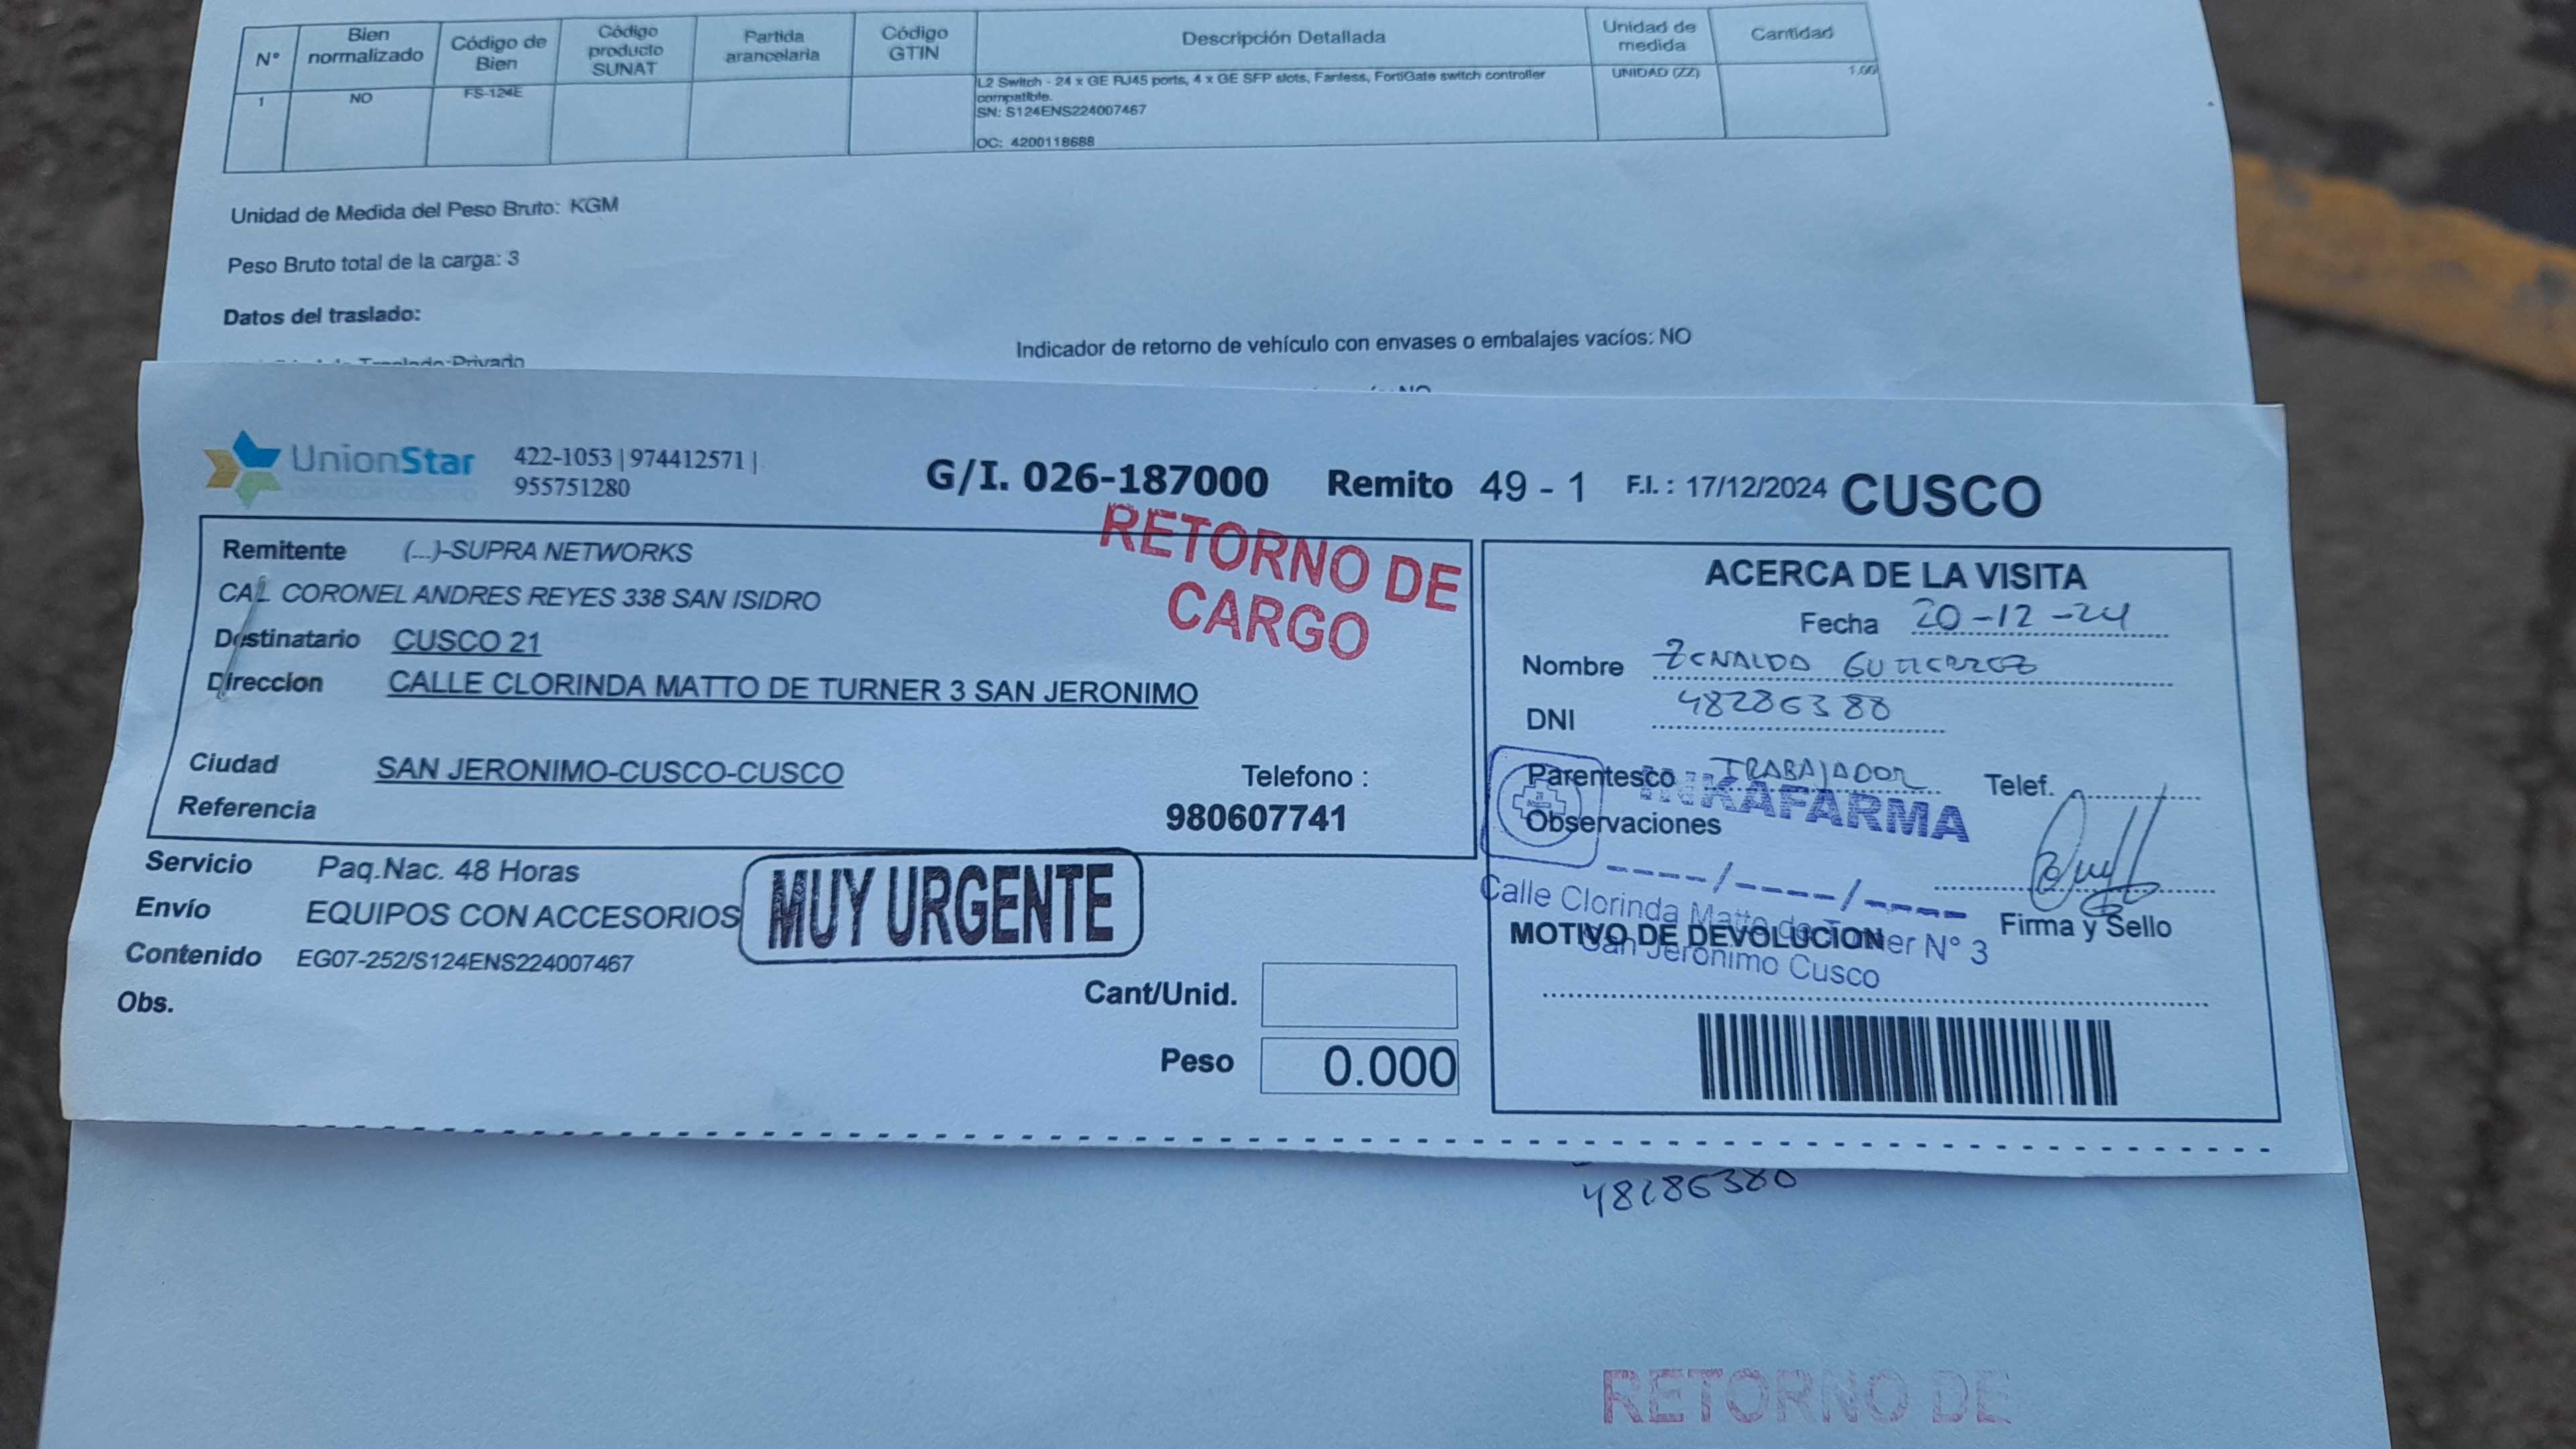 N° Bien normalizado Código de Bien Código producto SUNAT Partida arancelaria Código GTIN Descripción Detallada Unidad de medida Cantidad
1 NO FS-124E L2 Switch - 24 x GE RJ45 ports, 4 x GE SFP slots, Fanless, FortiGate switch controller UNIDAD (ZZ) 1.00
compatible.
SN: S124ENS224007467
OC: 4200118688
Unidad de Medida del Peso Bruto: KGM
Peso Bruto total de la carga: 3
Datos del traslado:
Indicador de retorno de vehículo con envases o embalajes vacíos: NO
Traslado: Privado
NO
UnionStar 422-1053 | 974412571 |
955751280
G/I. 026-187000 Remito 49 - 1 F.I. : 17/12/2024 CUSCO
RETORNO DE
CARGO
Remitente (...)-SUPRA NETWORKS
CAL CORONEL ANDRES REYES 338 SAN ISIDRO
Destinatario CUSCO 21
Direccion CALLE CLORINDA MATTO DE TURNER 3 SAN JERONIMO
Ciudad SAN JERONIMO-CUSCO-CUSCO
Telefono :
Referencia 980607741
Servicio Paq.Nac. 48 Horas
Envío EQUIPOS CON ACCESORIOS
MUY URGENTE
Contenido EG07-252/S124ENS224007467
Obs.
Cant/Unid.
Peso 0.000
ACERCA DE LA VISITA
Fecha 20-12-24
Nombre ZENAIDA GUTIERREZ
DNI 48286388
Parentesco TRABAJADOR Telef.
INKAFARMA
Observaciones
Calle Clorinda Matto de Turner N° 3
San Jeronimo Cusco
Firma y Sello
MOTIVO DE DEVOLUCION
48286380
RETORNO DE